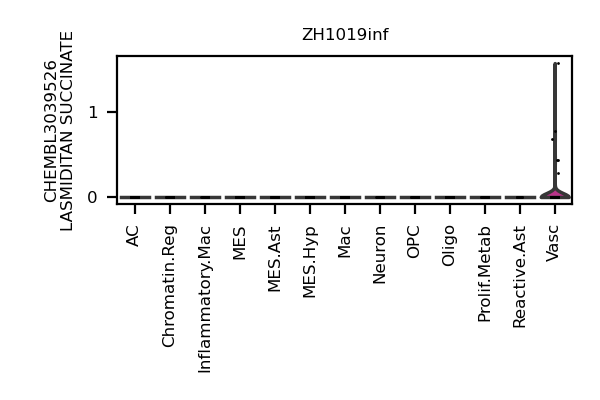 ZH1019inf
CHEMBL3039526
LASMIDITAN SUCCINATE
1
0
AC
Chromatin.Reg
Inflammatory.Mac
MES
MES.Ast
MES.Hyp
Mac
Neuron
OPC
Oligo
Prolif.Metab
Reactive.Ast
Vasc